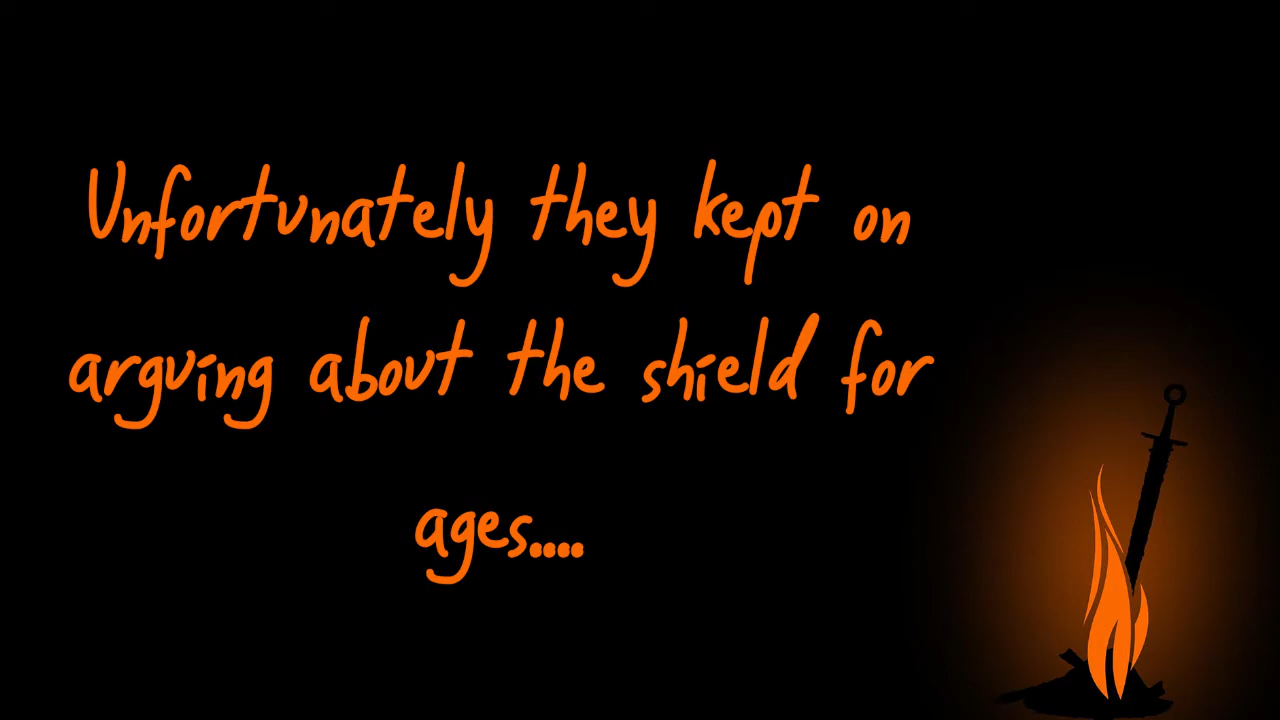 Unfortunately they kept on
arguing about the shield for
ages....